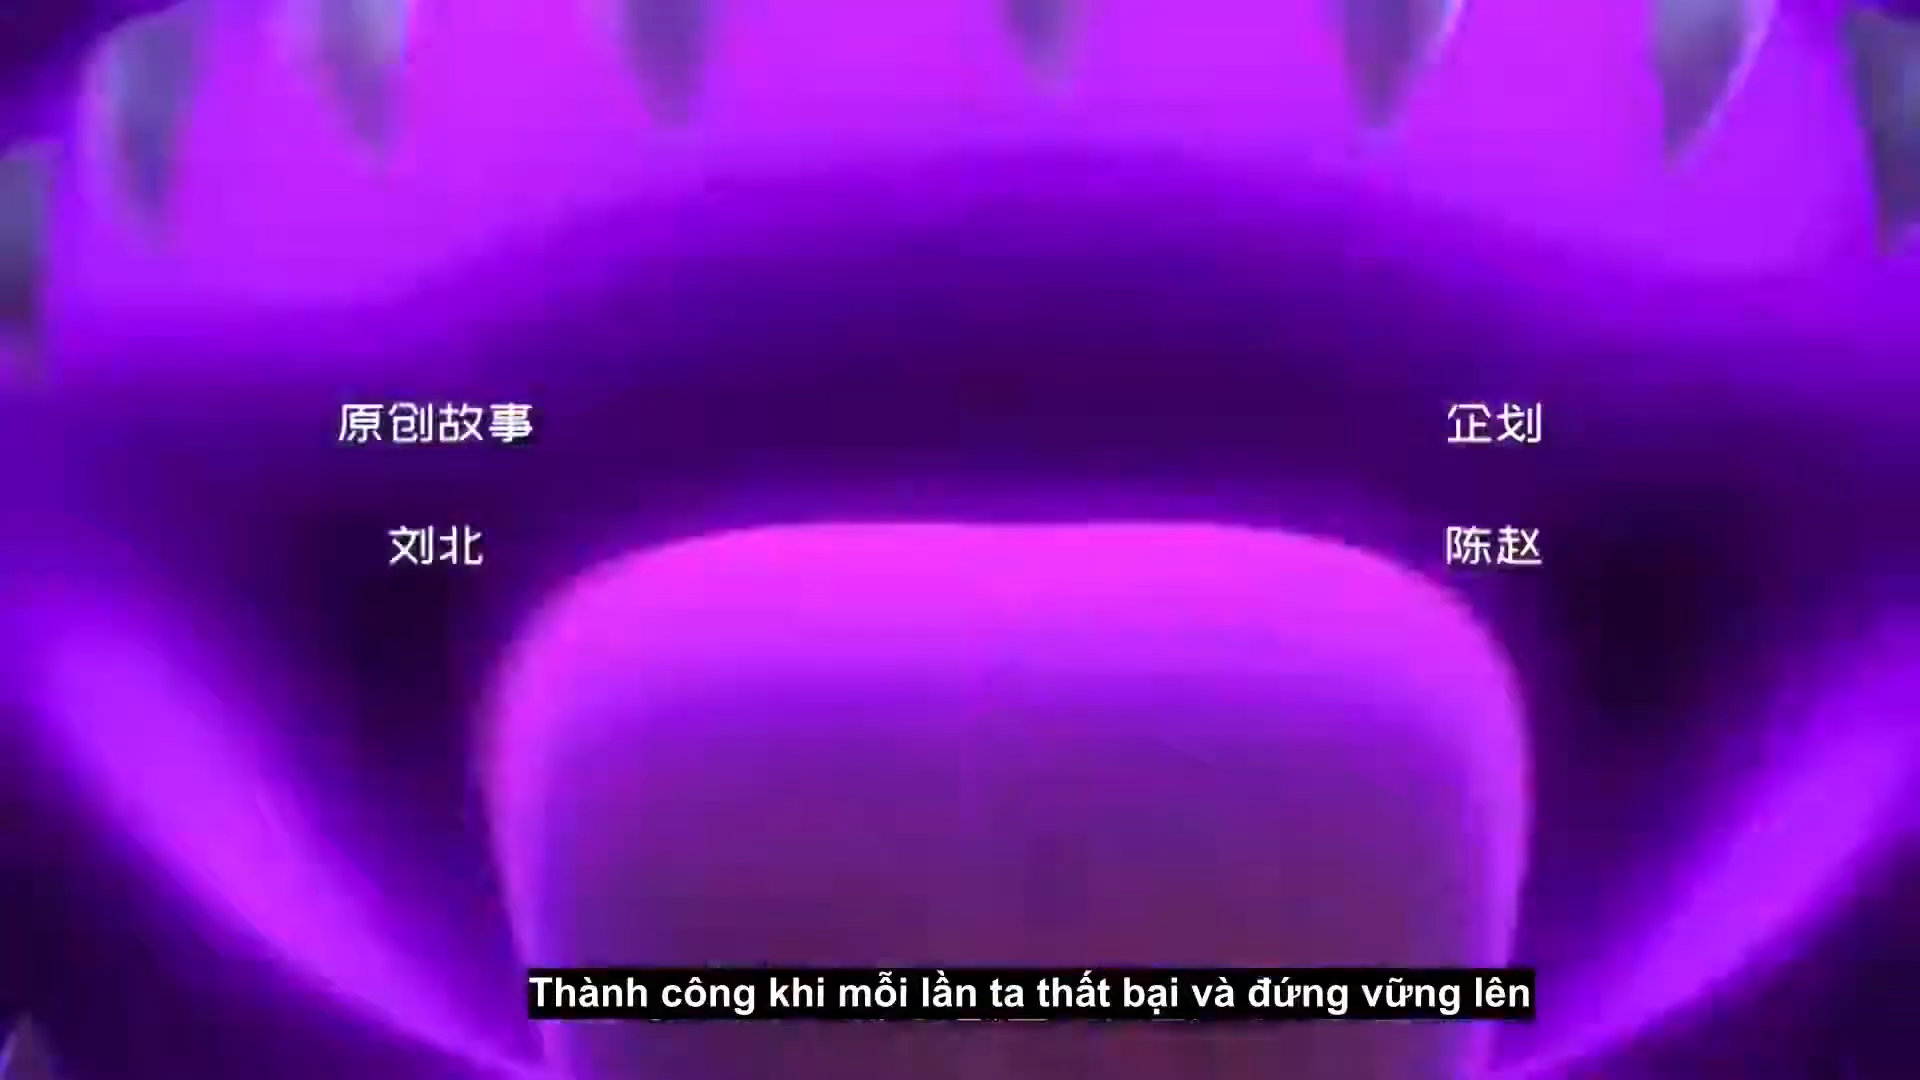 原创故事
企划
刘北
陈赵
Thành công khi mỗi lần ta thất bại và đứng vững lên